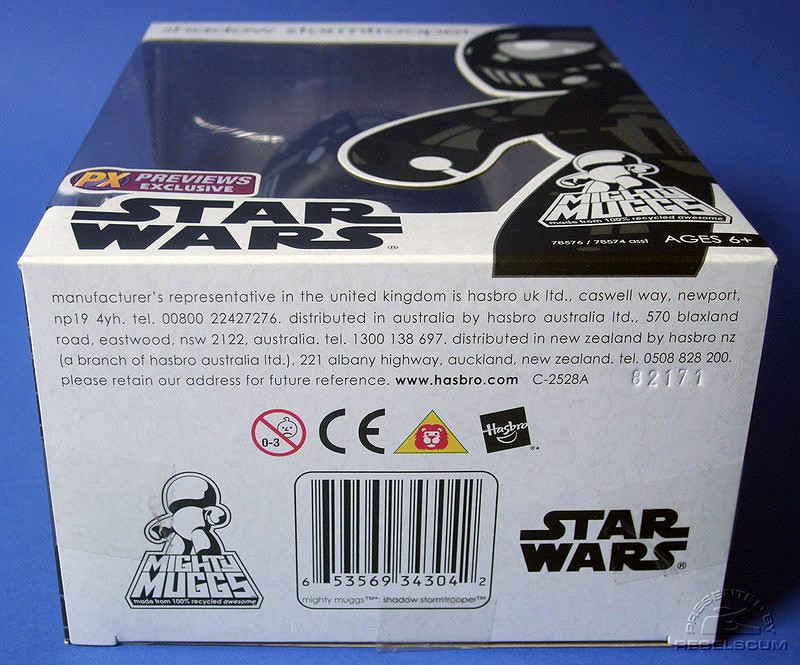 shadow stormtrooper
PX PREVIEWS
EXCLUSIVE
STAR
WARS
®
MIGHTY
MUGGS
made from 100% recycled awesome
78576 / 78574 asst AGES 6+
manufacturer's representative in the united kingdom is hasbro uk ltd., caswell way, newport,
np19 4yh. tel. 00800 22427276. distributed in australia by hasbro australia ltd., 570 blaxland
road, eastwood, nsw 2122, australia. tel. 1300 138 697. distributed in new zealand by hasbro nz
(a branch of hasbro australia ltd.), 221 albany highway, auckland, new zealand. tel. 0508 828 200.
please retain our address for future reference. www.hasbro.com C-2528A 82171
0-3 CE Hasbro ®
MIGHTY
MUGGS
made from 100% recycled awesome
6 53569 34304 2
mighty muggs™: shadow stormtrooper™
STAR
WARS®
PRESENTED BY
REBELSCUM